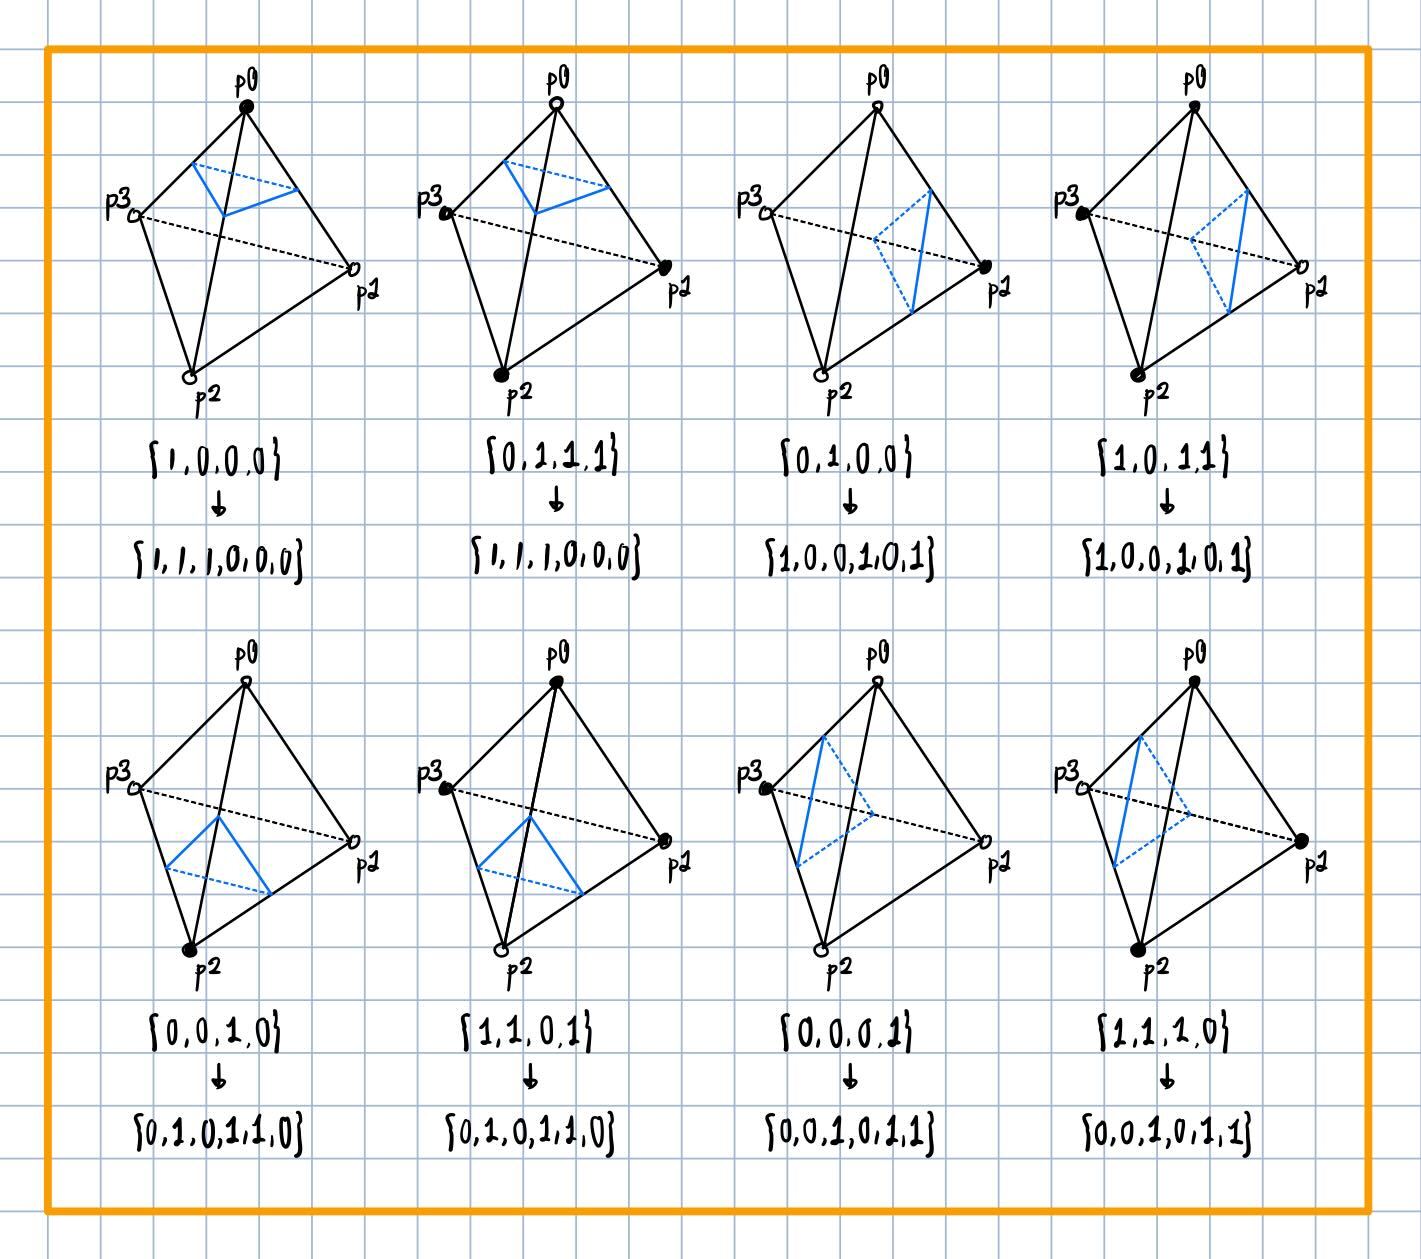 p0 p0 p0 p0
p3 p3 p3 p3
p1 p1 p1 p1
p2 p2 p2 p2
{1,0,0,0} {0,1,1,1} {0,1,0,0} {1,0,1,1}
↓ ↓ ↓ ↓
{1,1,1,0,0,0} {1,1,1,0,0,0} {1,0,0,1,0,1} {1,0,0,1,0,1}
p0 p0 p0 p0
p3 p3 p3 p3
p1 p1 p1 p1
p2 p2 p2 p2
{0,0,1,0} {1,1,0,1} {0,0,0,1} {1,1,1,0}
↓ ↓ ↓ ↓
{0,1,0,1,1,0} {0,1,0,1,1,0} {0,0,1,0,1,1} {0,0,1,0,1,1}